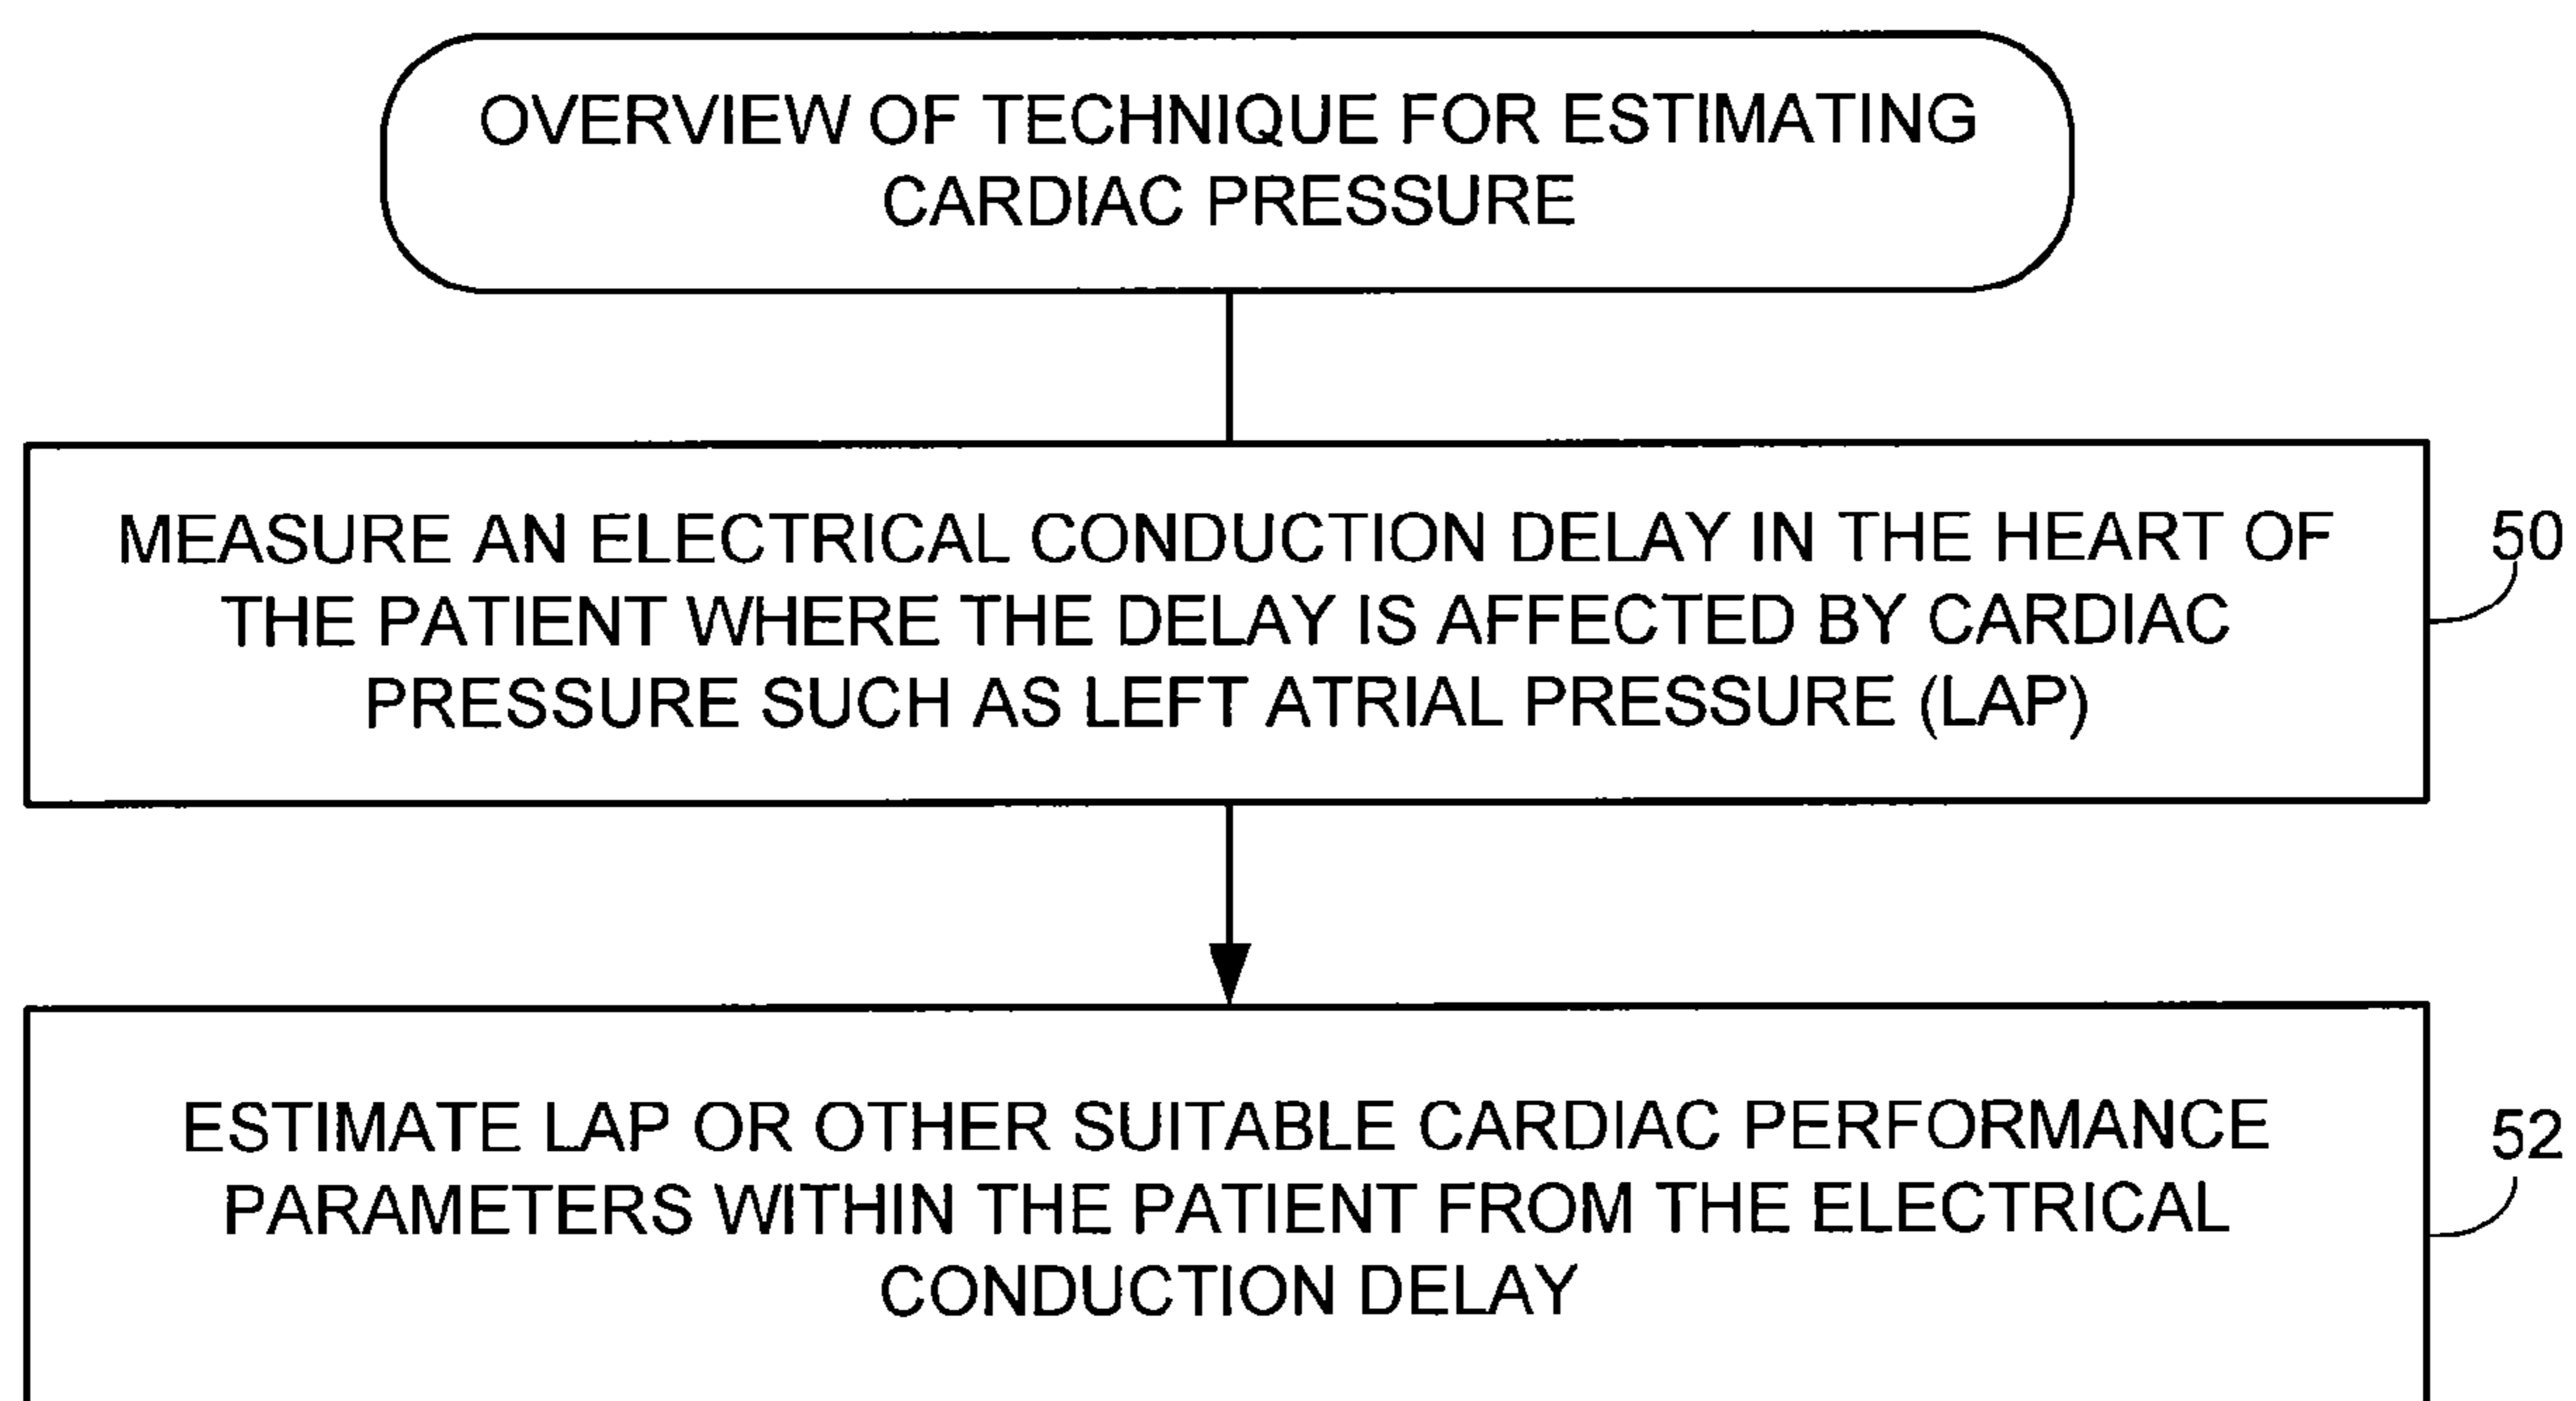 OVERVIEW OF TECHNIQUE FOR ESTIMATING
CARDIAC PRESSURE
MEASURE AN ELECTRICAL CONDUCTION DELAY IN THE HEART OF
THE PATIENT WHERE THE DELAY IS AFFECTED BY CARDIAC
PRESSURE SUCH AS LEFT ATRIAL PRESSURE (LAP)
50
ESTIMATE LAP OR OTHER SUITABLE CARDIAC PERFORMANCE
PARAMETERS WITHIN THE PATIENT FROM THE ELECTRICAL
CONDUCTION DELAY
52